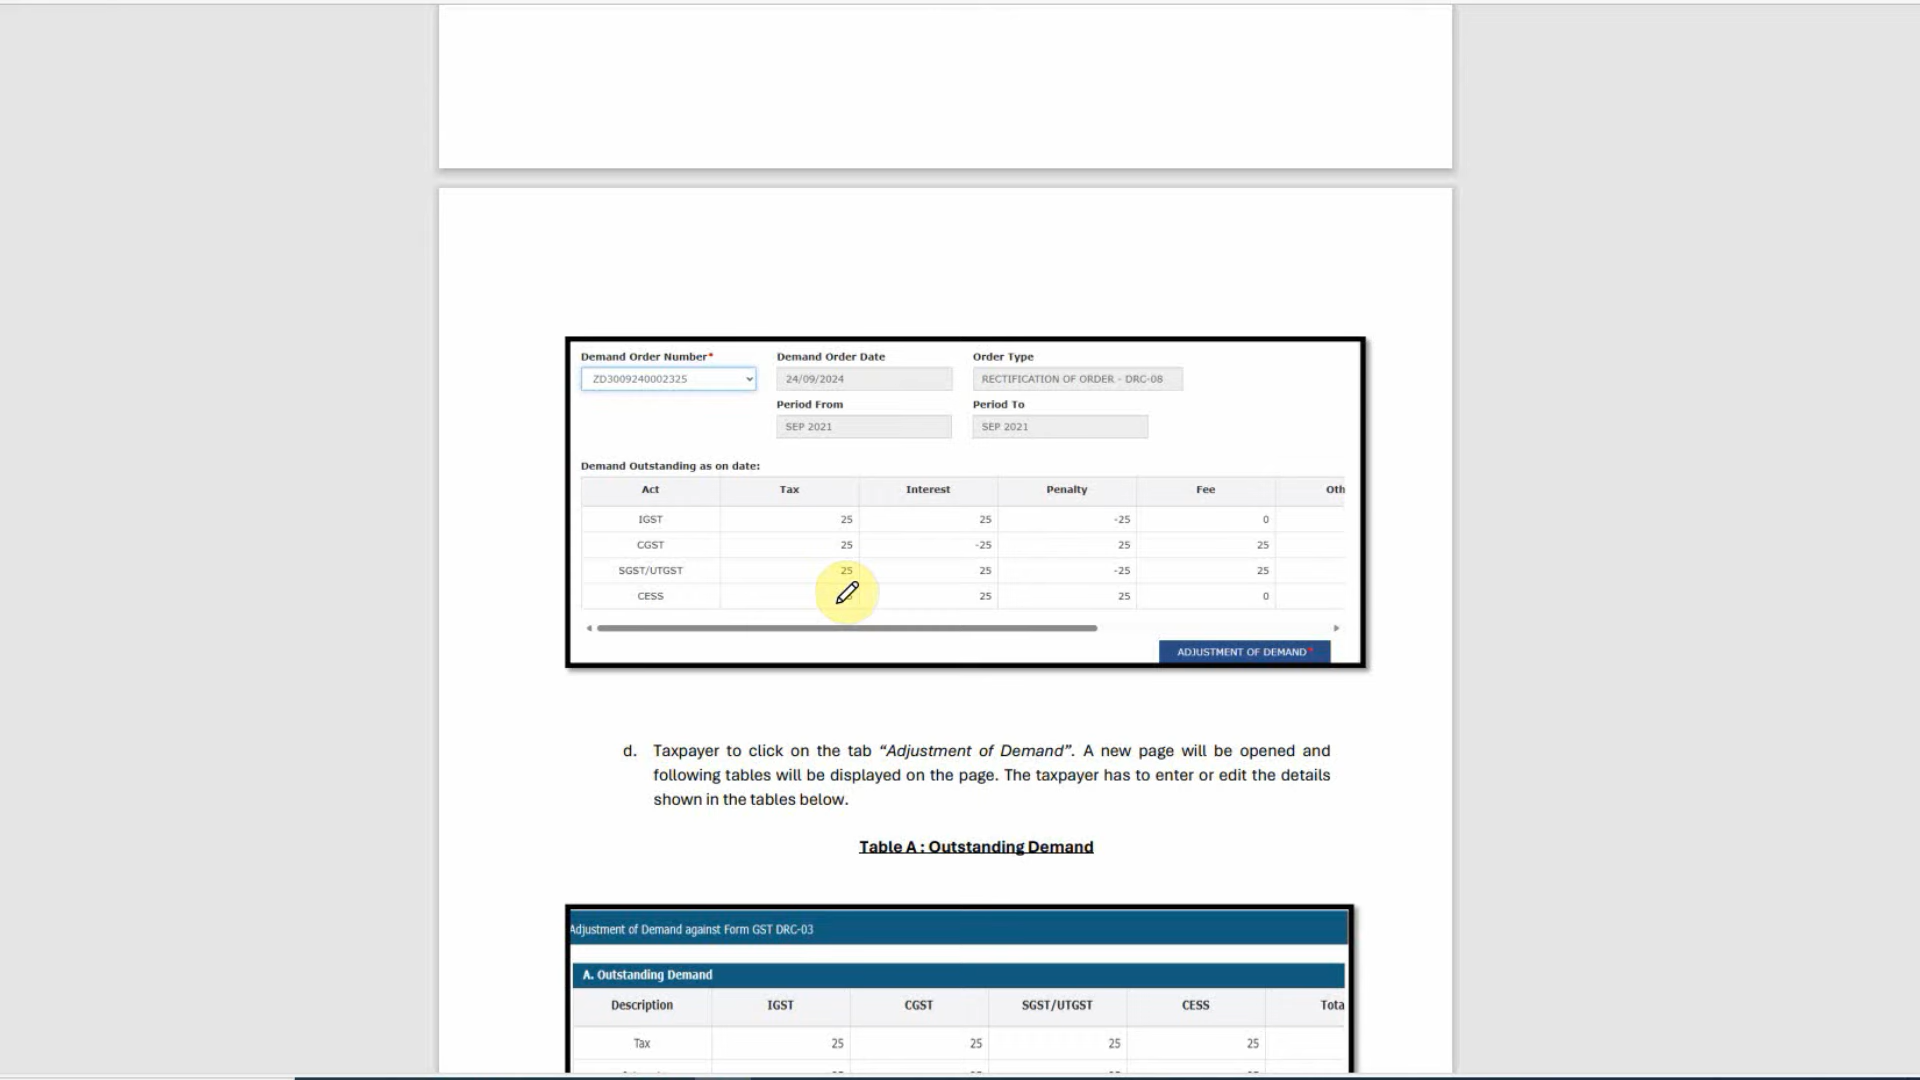 Demand Order Number* Demand Order Date Order Type
ZD3009240002325 24/09/2024 RECTIFICATION OF ORDER - DRC-08
Period From Period To
SEP 2021 SEP 2021
Demand Outstanding as on date:
Act Tax Interest Penalty Fee Oth
IGST 25 25 -25 0
CGST 25 -25 25 25
SGST/UTGST 25 25 -25 25
CESS 25 25 0
ADJUSTMENT OF DEMAND*
d. Taxpayer to click on the tab “Adjustment of Demand”. A new page will be opened and
following tables will be displayed on the page. The taxpayer has to enter or edit the details
shown in the tables below.
Table A : Outstanding Demand
Adjustment of Demand against Form GST DRC-03
A. Outstanding Demand
Description IGST CGST SGST/UTGST CESS Tota
Tax 25 25 25 25